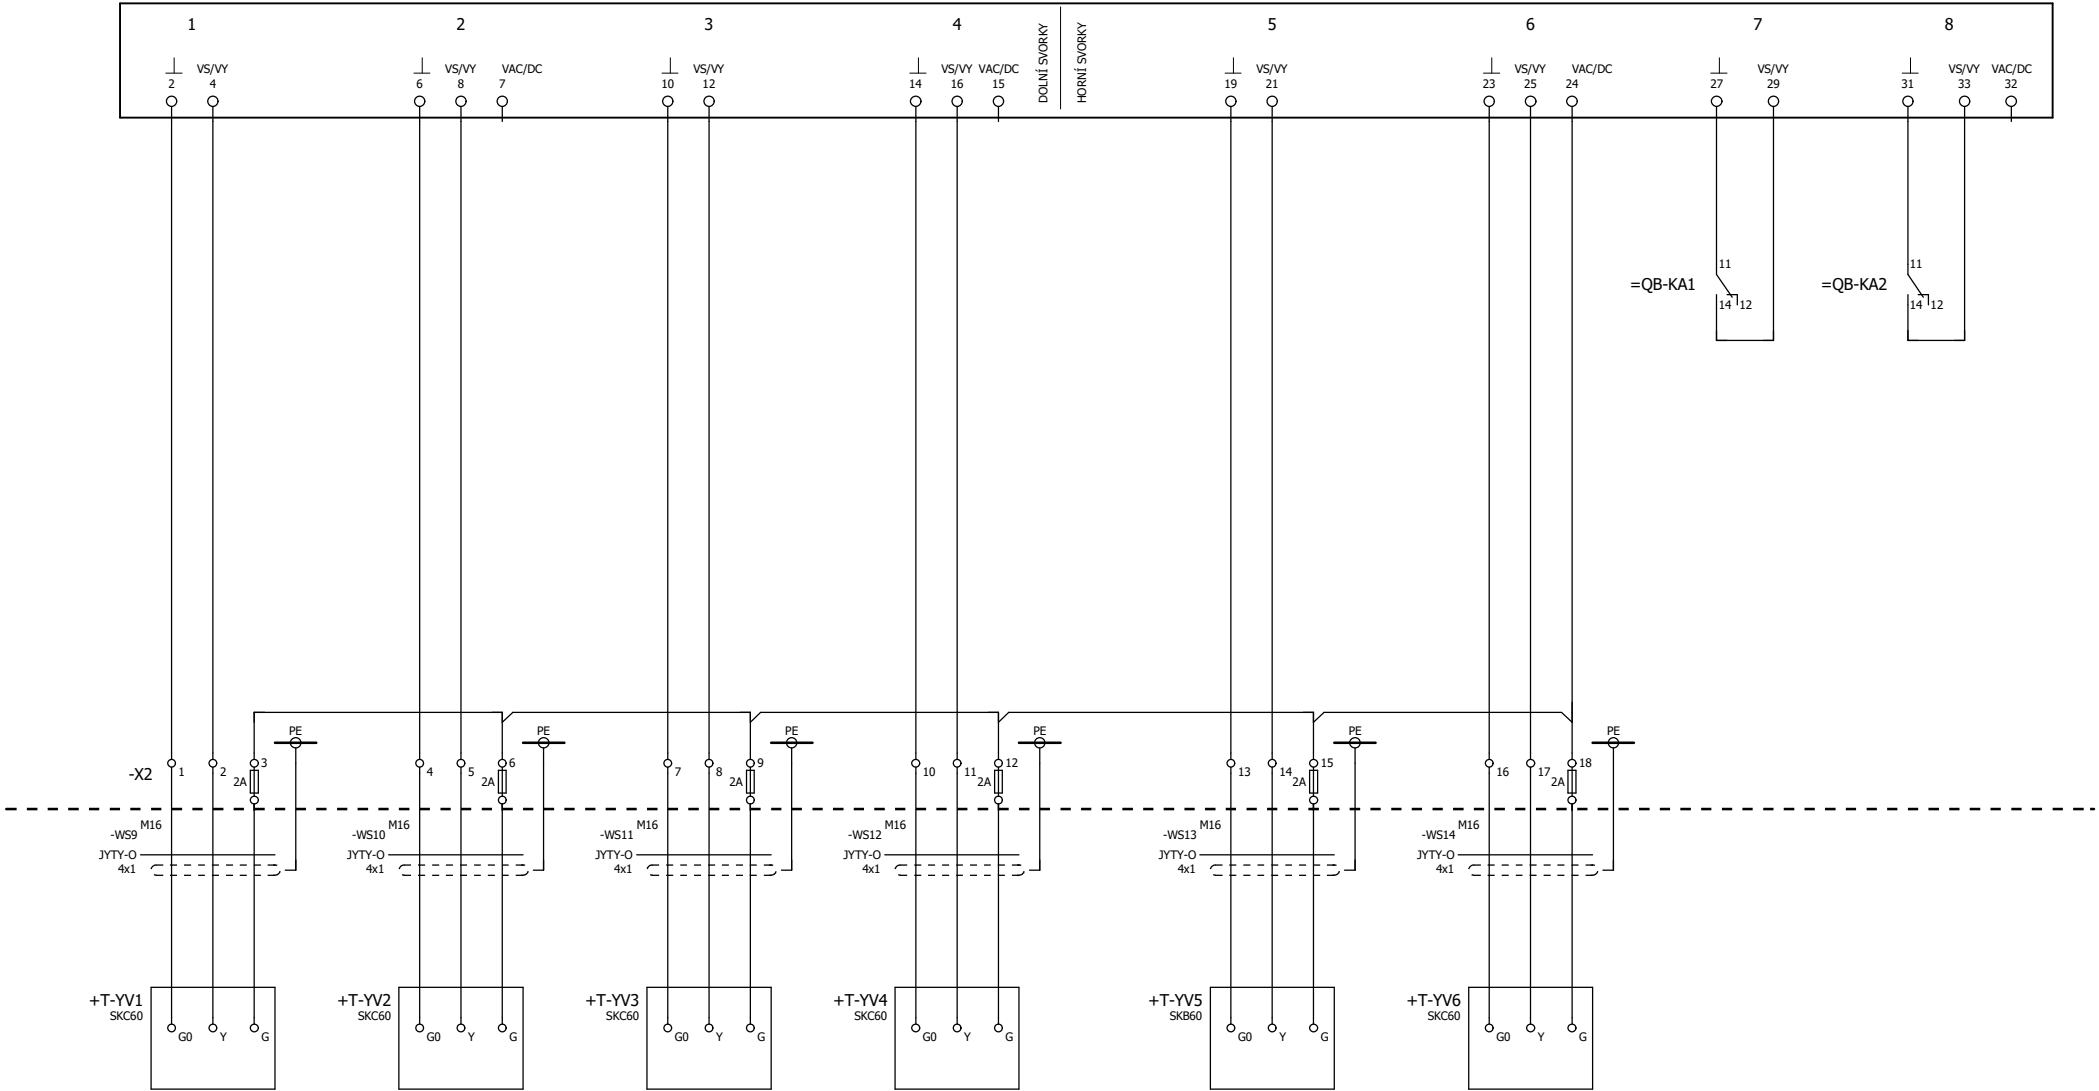 1 2 3 4 5 6 7 8
DOLNÍ SVORKY
HORNÍ SVORKY
VS/VY VS/VY VAC/DC VS/VY VS/VY VAC/DC VS/VY VS/VY VAC/DC VS/VY VS/VY VAC/DC
2 4 6 8 7 10 12 14 16 15 19 21 23 25 24 27 29 31 33 32
11 11
=QB-KA1 =QB-KA2
14 12 14 12
PE PE PE PE PE PE
-X2 1 2 3 4 5 6 7 8 9 10 11 12 13 14 15 16 17 18
2A 2A 2A 2A 2A 2A
M16 M16 M16 M16 M16 M16
-WS9 -WS10 -WS11 -WS12 -WS13 -WS14
JYTY-O JYTY-O JYTY-O JYTY-O JYTY-O JYTY-O
4x1 4x1 4x1 4x1 4x1 4x1
+T-YV1 +T-YV2 +T-YV3 +T-YV4 +T-YV5 +T-YV6
SKC60 SKC60 SKC60 SKC60 SKB60 SKC60
G0 Y G G0 Y G G0 Y G G0 Y G G0 Y G G0 Y G